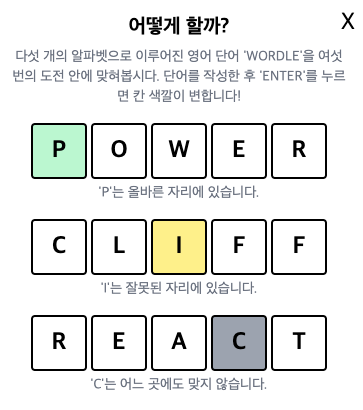 어떻게 할까?
X
다섯 개의 알파벳으로 이루어진 영어 단어 'WORDLE'을 여섯
번의 도전 안에 맞혀봅시다. 단어를 작성한 후 'ENTER'를 누르
면 칸 색깔이 변합니다!
P O W E R
'P'는 올바른 자리에 있습니다.
C L I F F
'I'는 잘못된 자리에 있습니다.
R E A C T
'C'는 어느 곳에도 맞지 않습니다.